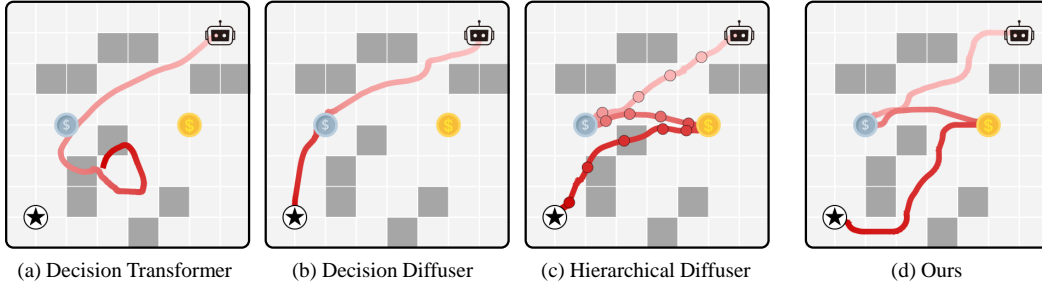 $ $
$ $
$ $
$ $
(a) Decision Transformer
(b) Decision Diffuser
(c) Hierarchical Diffuser
(d) Ours